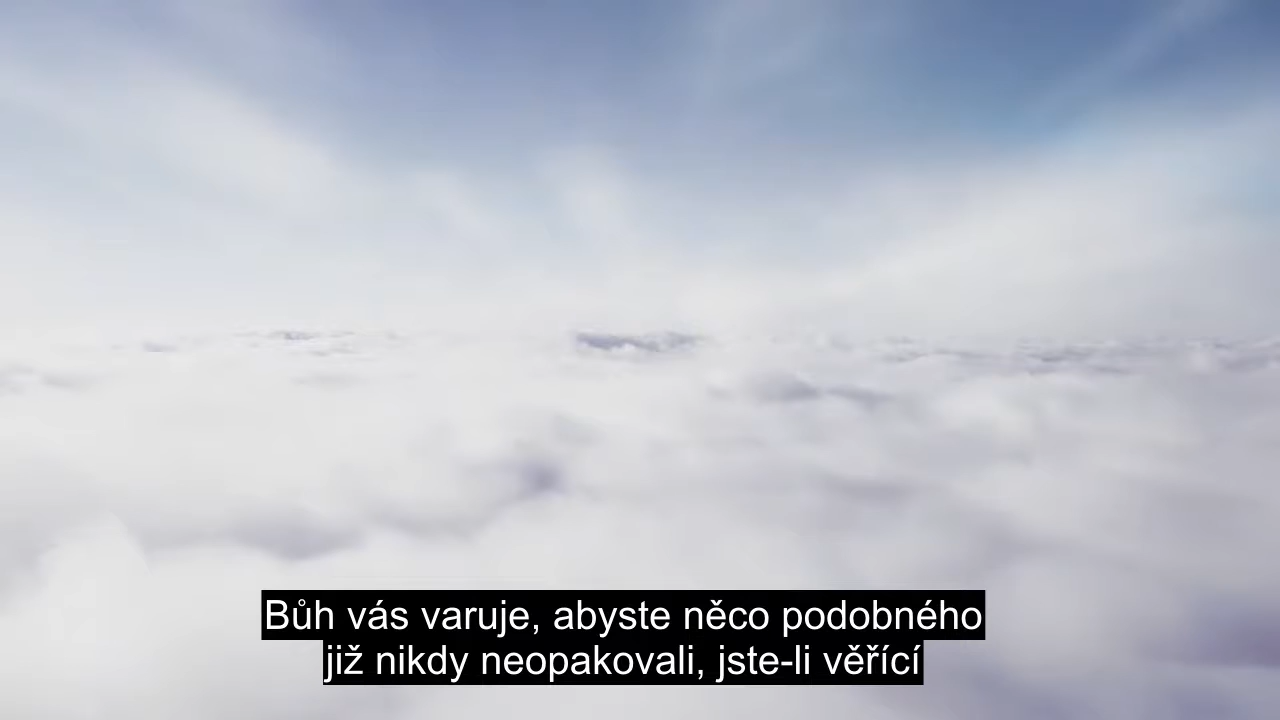 Bůh vás varuje, abyste něco podobného
již nikdy neopakovali, jste-li věřící